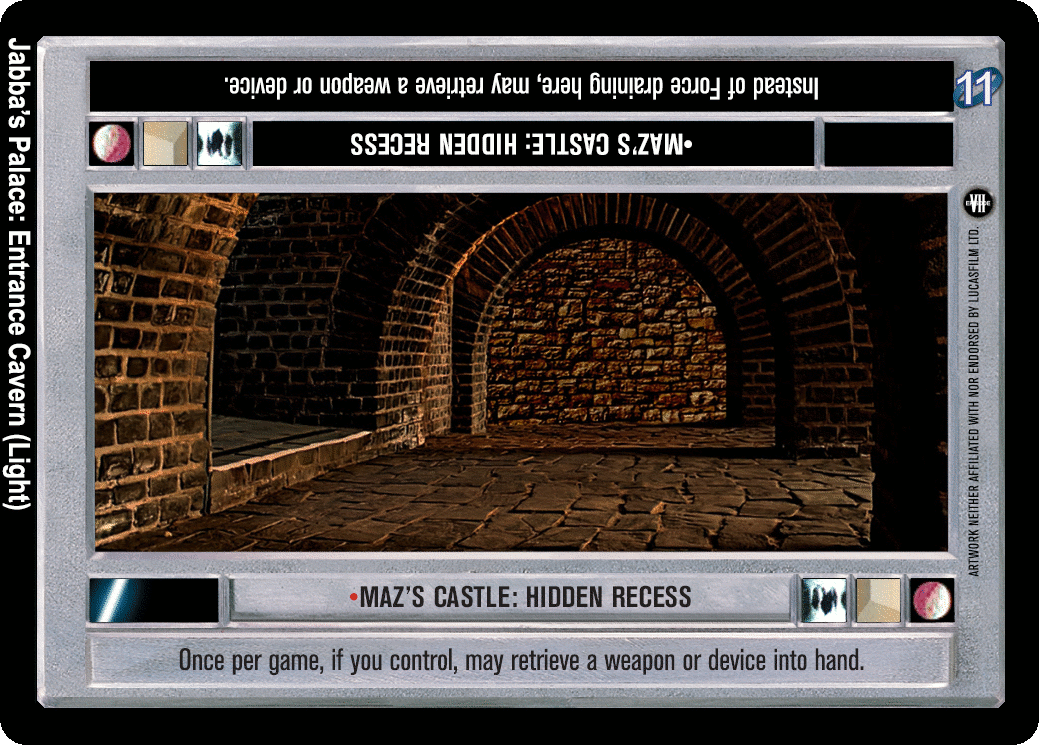 Jabba's Palace: Entrance Cavern (Light)
Instead of Force draining here, may retrieve a weapon or device.
•MAZ'S CASTLE: HIDDEN RECESS
11
EPISODE VII
ARTWORK NEITHER AFFILIATED WITH NOR ENDORSED BY LUCASFILM LTD.
•MAZ'S CASTLE: HIDDEN RECESS
Once per game, if you control, may retrieve a weapon or device into hand.